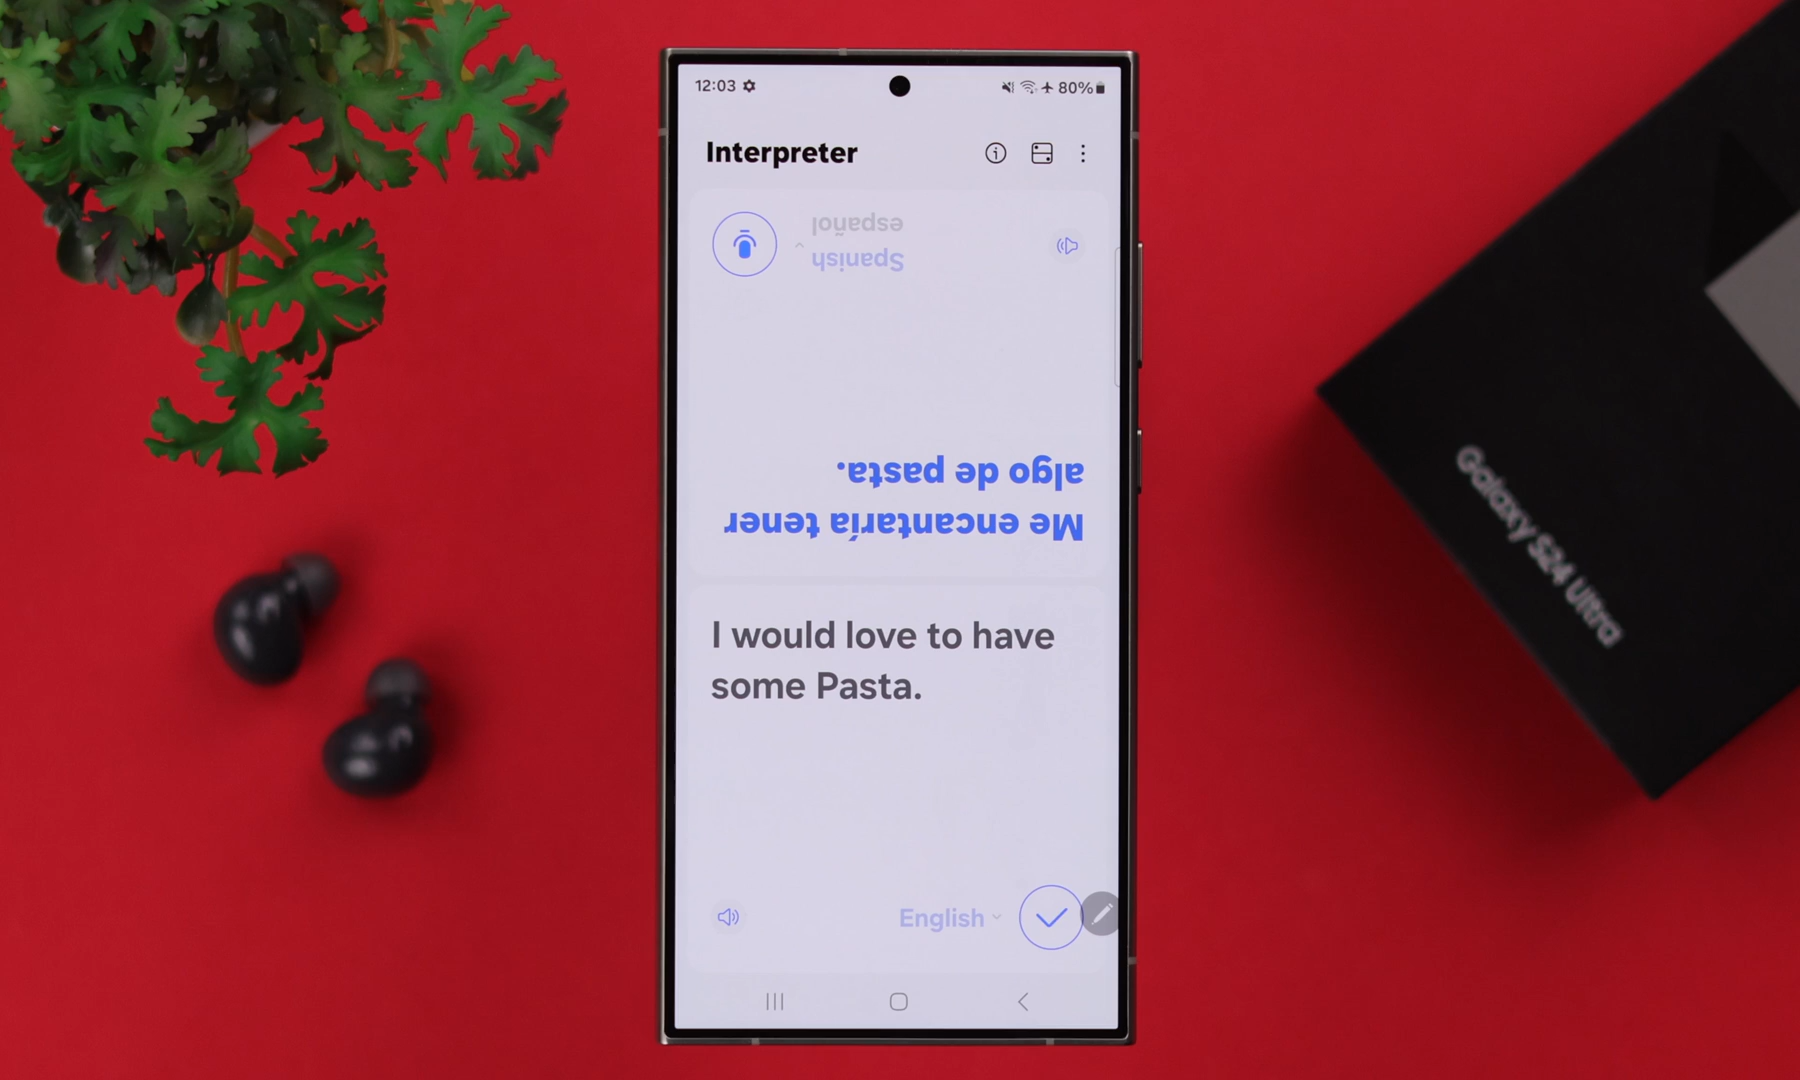 12:03
80%
Interpreter
español
Spanish
Me encantaría tener
algo de pasta.
I would love to have
some Pasta.
English
Galaxy S24 Ultra